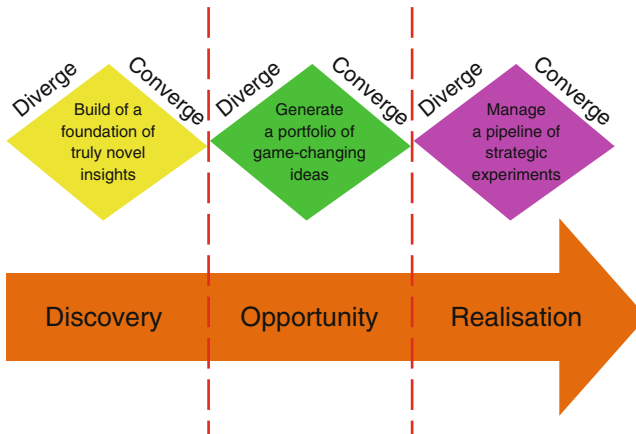 Diverge
Converge
Build of a
foundation of
truly novel
insights
Diverge
Converge
Generate
a portfolio of
game-changing
ideas
Diverge
Converge
Manage
a pipeline of
strategic
experiments
Discovery
Opportunity
Realisation